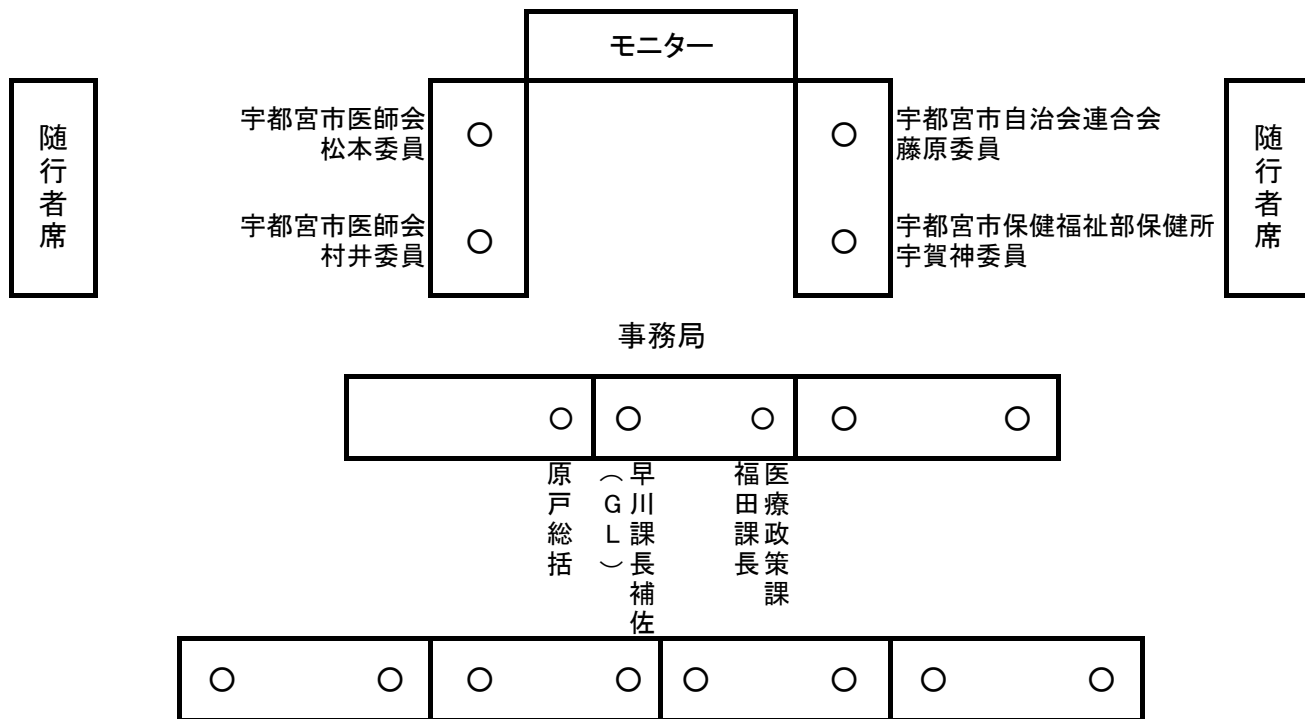 モニター
随行者席
宇都宮市医師会
松本委員
宇都宮市医師会
村井委員
宇都宮市自治会連合会
藤原委員
宇都宮市保健福祉部保健所
宇賀神委員
随行者席
事務局
原戸総括
早川課長補佐
（ＧＬ）
医療政策課
福田課長